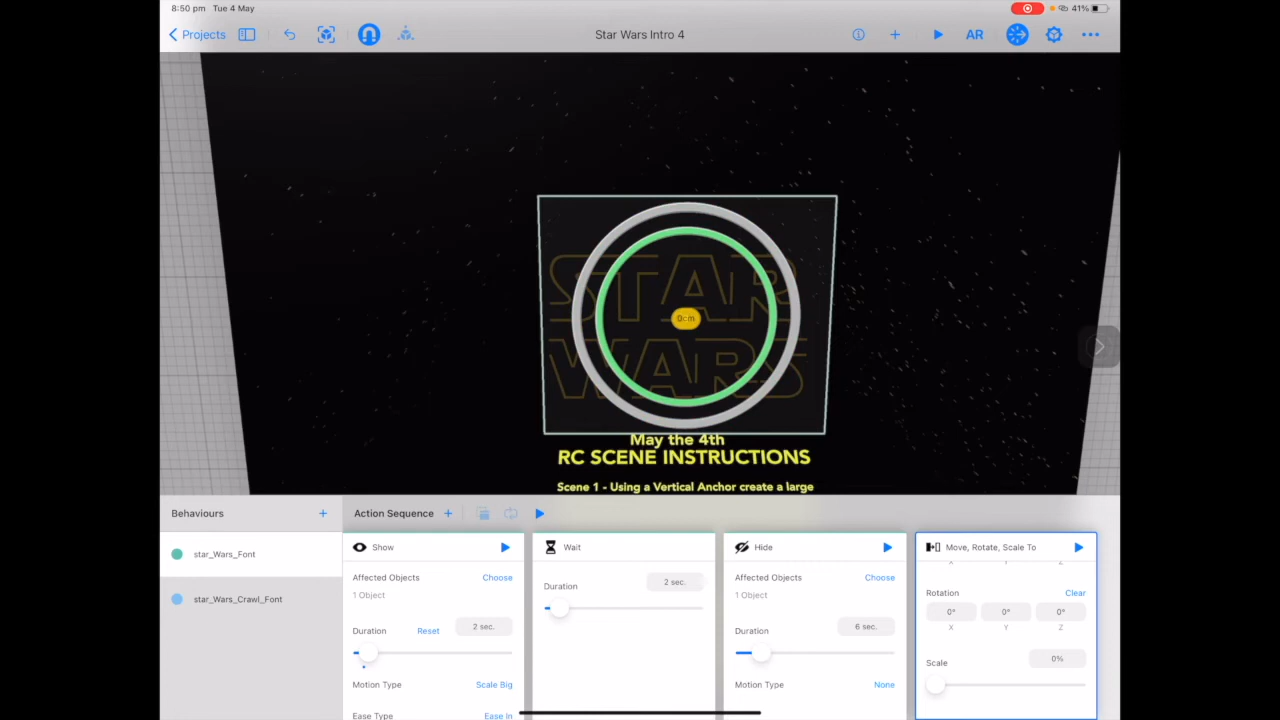 8:50 pm Tue 4 May
41%
Projects
Star Wars Intro 4
AR
STAR
WARS
0cm
May the 4th
RC SCENE INSTRUCTIONS
Scene 1 - Using a Vertical Anchor create a large
Behaviours
Action Sequence
star_Wars_Font
star_Wars_Crawl_Font
Show
Affected Objects Choose
1 Object
Duration Reset 2 sec.
Motion Type Scale Big
Ease Type Ease In
Wait
Duration 2 sec.
Hide
Affected Objects Choose
1 Object
Duration 6 sec.
Motion Type None
Move, Rotate, Scale To
X Y Z
Rotation Clear
0° 0° 0°
X Y Z
Scale 0%